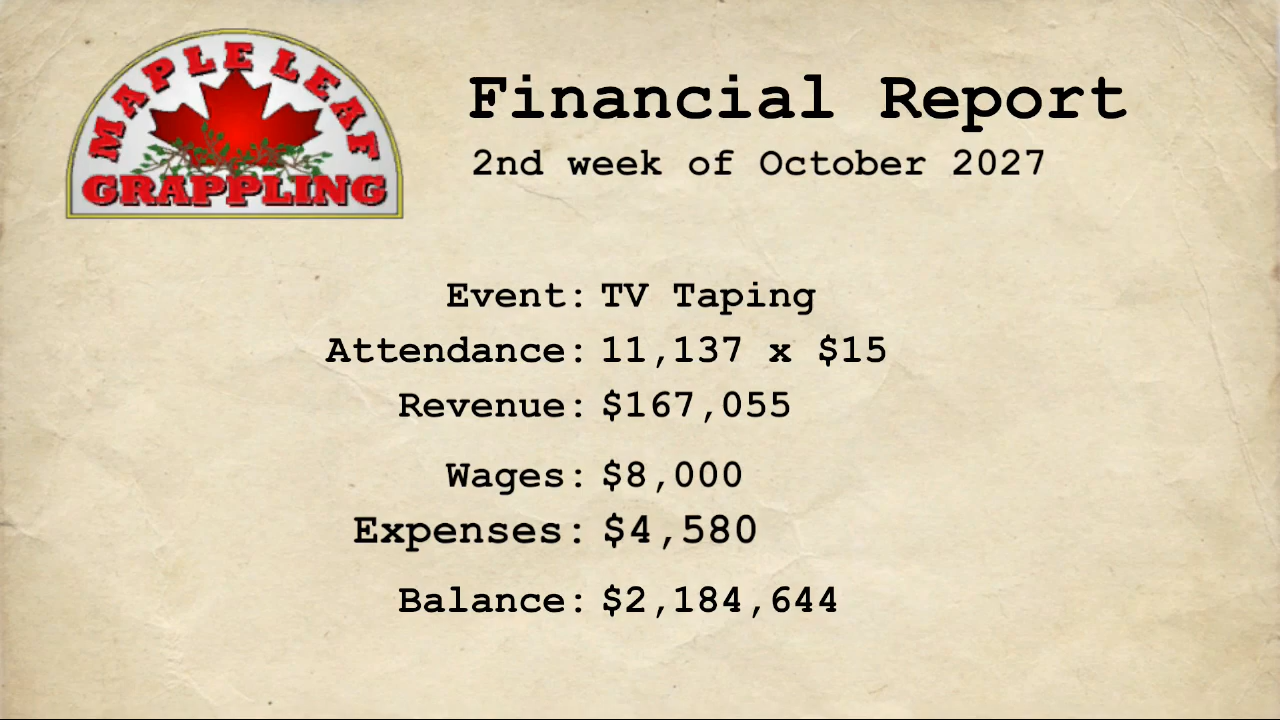 MAPLE LEAF
GRAPPLING
Financial Report
2nd week of October 2027
Event: TV Taping
Attendance: 11,137 x $15
Revenue: $167,055
Wages: $8,000
Expenses: $4,580
Balance: $2,184,644